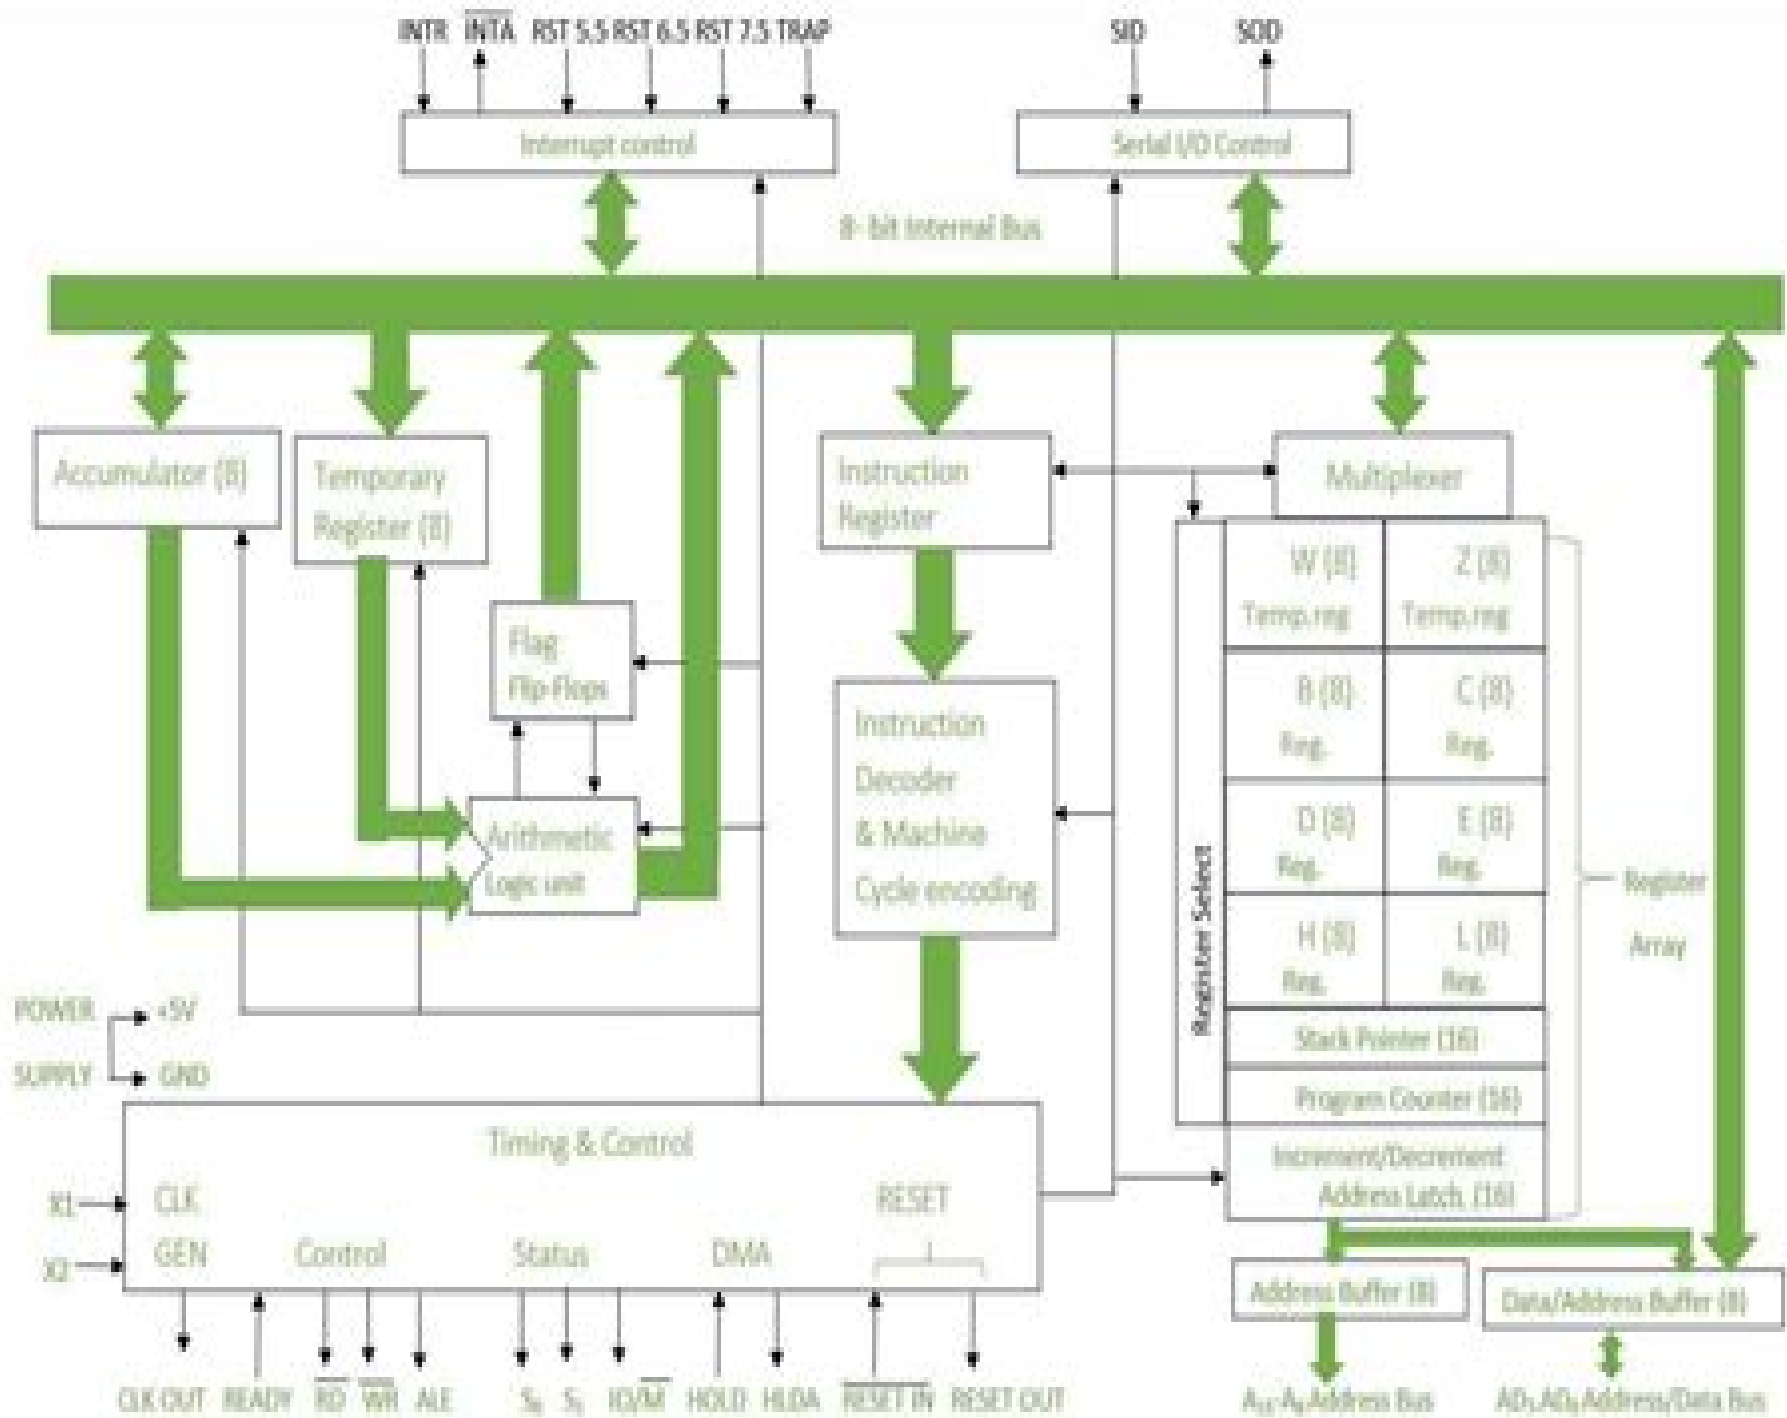 INTR INTA RST 5.5 RST 6.5 RST 7.5 TRAP
SID SOD
Interrupt control
Serial I/O Control
8- bit Internal Bus
Accumulator (8)
Temporary
Register (8)
Flag
Flip-Flops
Arithmetic
Logic unit
Instruction
Register
Instruction
Decoder
& Machine
Cycle encoding
Multiplexer
Register Select
W (8) Z (8)
Temp.reg Temp.reg
B (8) C (8)
Reg. Reg.
D (8) E (8)
Reg. Reg.
H (8) L (8)
Reg. Reg.
Stack Pointer (16)
Program Counter (16)
Increment/Decrement
Address Latch. (16)
Register
Array
POWER +5V
SUPPLY GND
Timing & Control
X1 CLK RESET
X2 GEN Control Status DMA
Address Buffer (8)
Data/Address Buffer (8)
CLK OUT READY RD WR ALE S₀ S₁ IO/M HOLD HLDA RESET IN RESET OUT
A₁₅-A₈ Address Bus
AD₇AD₀ Address/Data Bus